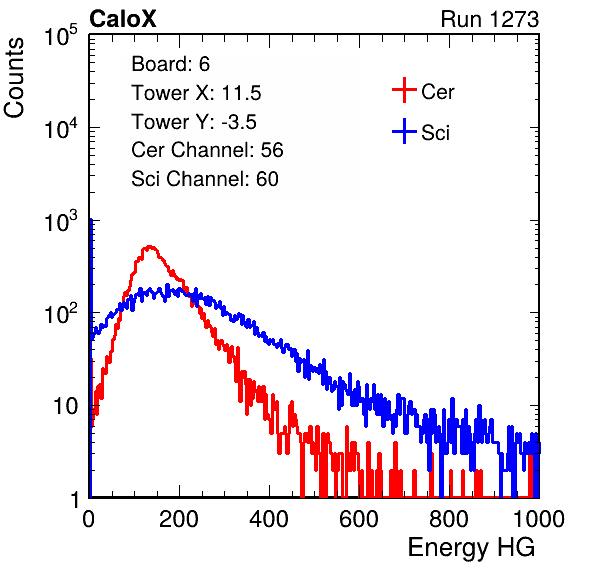 CaloX Run 1273
Counts
Board: 6
Tower X: 11.5
Tower Y: -3.5
Cer Channel: 56
Sci Channel: 60
Cer
Sci
10^5
10^4
10^3
10^2
10
1
0 200 400 600 800 1000
Energy HG